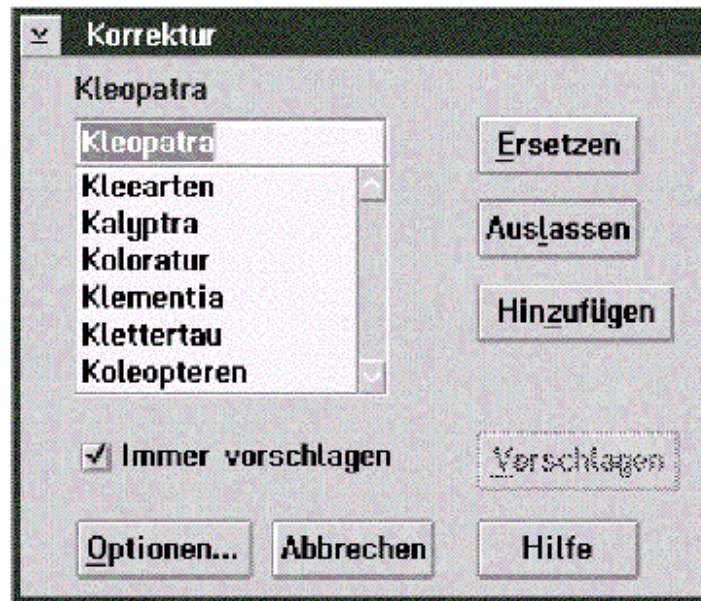 Korrektur
Kleopatra
Kleopatra
Ersetzen
Kleearten
Kalyptra
Auslassen
Koloratur
Klementia
Hinzufügen
Klettertau
Koleopteren
Immer vorschlagen
Vorschlagen
Optionen... Abbrechen Hilfe